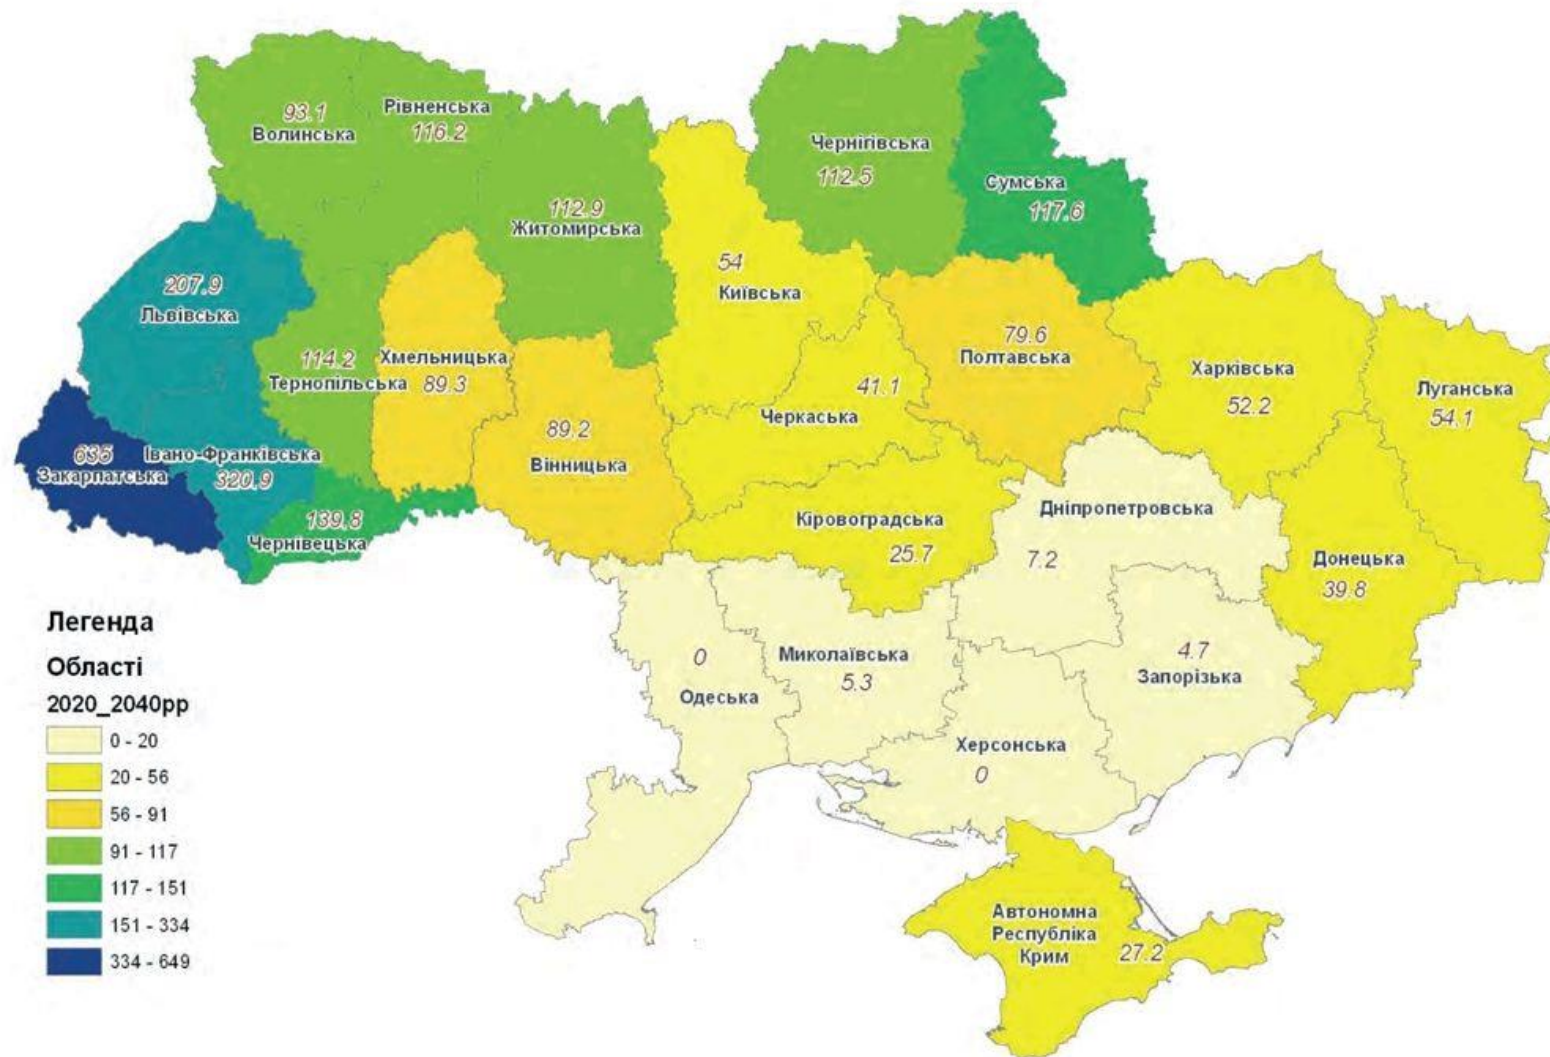 93.1
Волинська
Рівненська
116.2
112.9
Житомирська
Чернігівська
112.5
Сумська
117.6
207.9
Львівська
114.2
Тернопільська
Хмельницька
89.3
54
Київська
41.1
Черкаська
79.6
Полтавська
Харківська
52.2
Луганська
54.1
635
Закарпатська
Івано-Франківська
320.9
139.8
Чернівецька
89.2
Вінницька
Кіровоградська
25.7
Дніпропетровська
7.2
Донецька
39.8
0
Одеська
Миколаївська
5.3
4.7
Запорізька
Херсонська
0
Автономна
Республіка
Крим
27.2
Легенда
Області
2020_2040рр
0 - 20
20 - 56
56 - 91
91 - 117
117 - 151
151 - 334
334 - 649